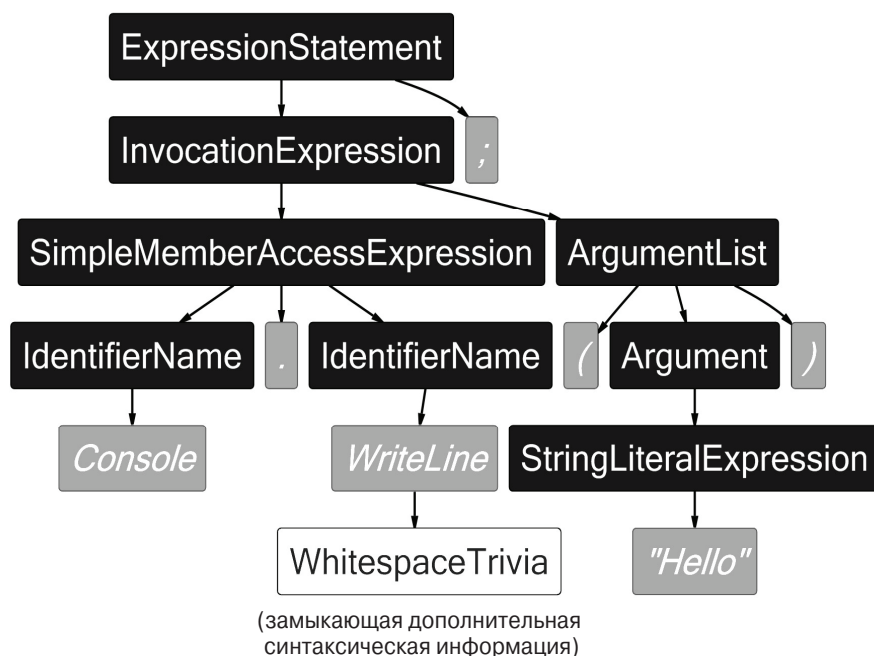 ExpressionStatement
InvocationExpression ;
SimpleMemberAccessExpression ArgumentList
IdentifierName . IdentifierName ( Argument )
Console WriteLine StringLiteralExpression
WhitespaceTrivia "Hello"
(замыкающая дополнительная
синтаксическая информация)